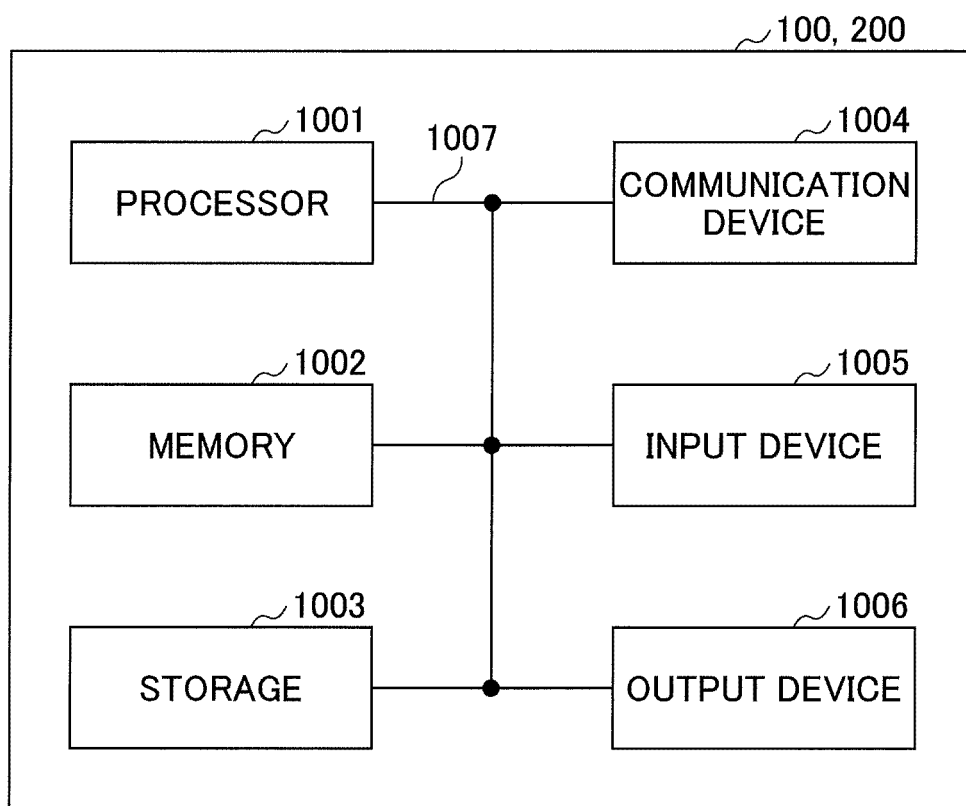 100, 200
1001
PROCESSOR
1007
1004
COMMUNICATION
DEVICE
1002
MEMORY
1005
INPUT DEVICE
1003
STORAGE
1006
OUTPUT DEVICE